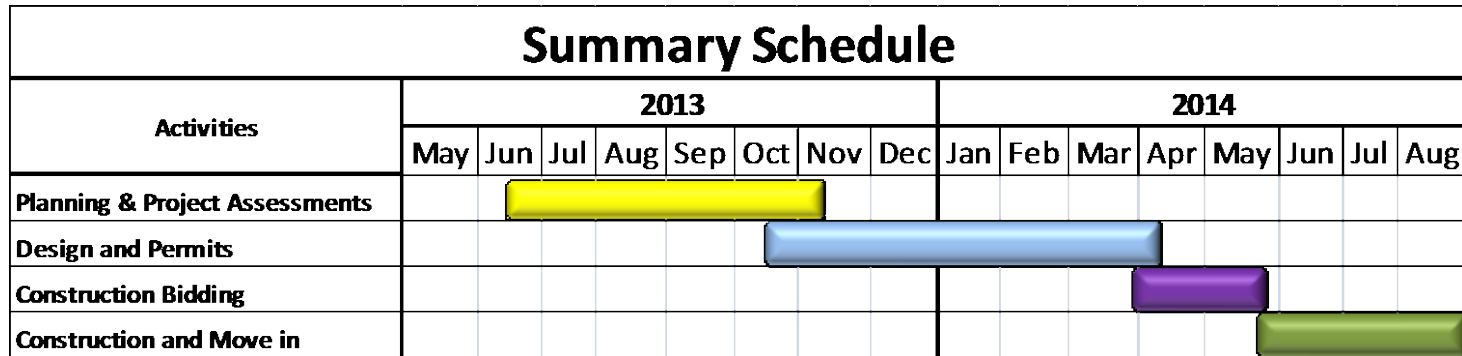 Summary Schedule
Activities
2013
2014
May Jun Jul Aug Sep Oct Nov Dec Jan Feb Mar Apr May Jun Jul Aug
Planning & Project Assessments
Design and Permits
Construction Bidding
Construction and Move in